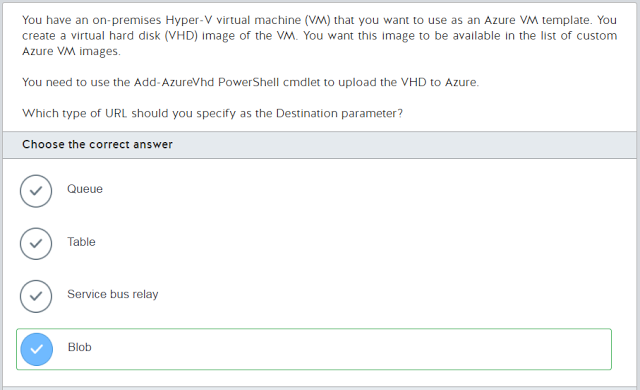 You have an on-premises Hyper-V virtual machine (VM) that you want to use as an Azure VM template. You
create a virtual hard disk (VHD) image of the VM. You want this image to be available in the list of custom
Azure VM images.
You need to use the Add-AzureVhd PowerShell cmdlet to upload the VHD to Azure.
Which type of URL should you specify as the Destination parameter?
Choose the correct answer
Queue
Table
Service bus relay
Blob